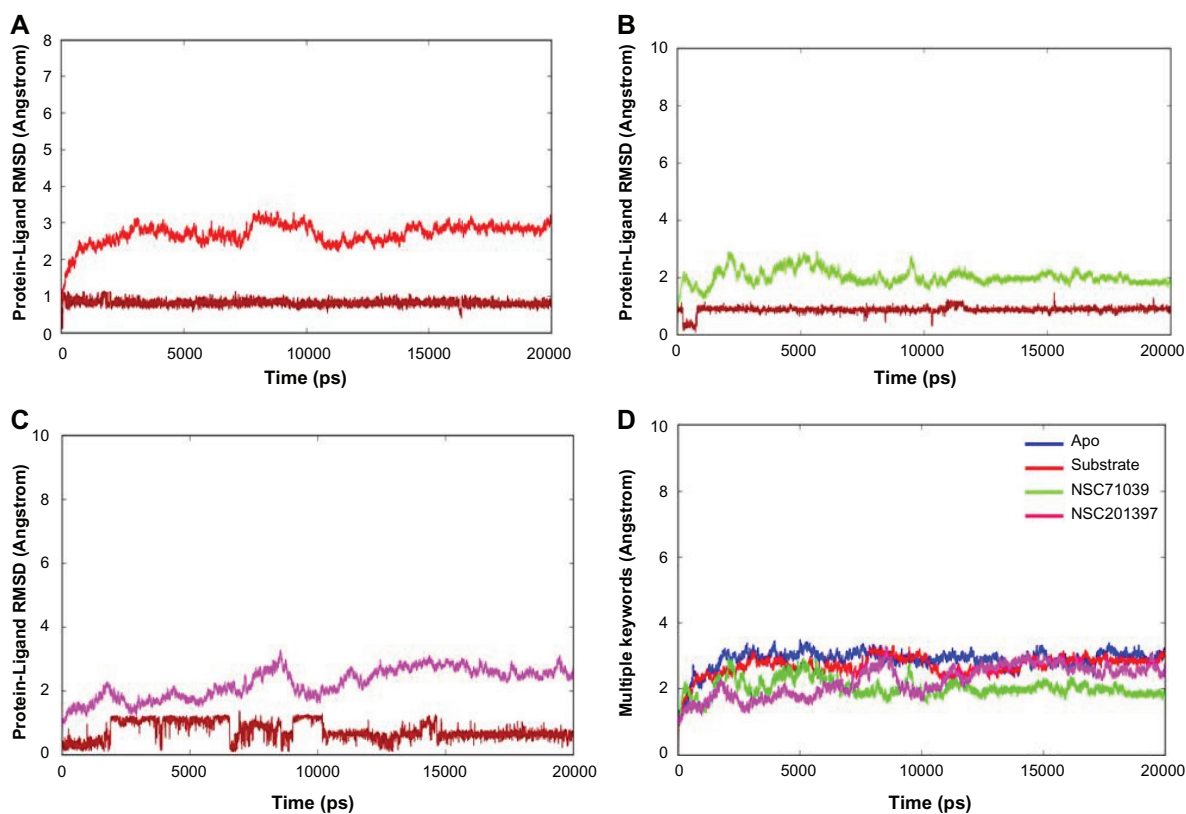 A
Protein-Ligand RMSD (Angstrom)
8
7
6
5
4
3
2
1
0
0 5000 10000 15000 20000
Time (ps)
B
Protein-Ligand RMSD (Angstrom)
10
8
6
4
2
0
0 5000 10000 15000 20000
Time (ps)
C
Protein-Ligand RMSD (Angstrom)
10
8
6
4
2
0
0 5000 10000 15000 20000
Time (ps)
D
Multiple keywords (Angstrom)
10
8
6
4
2
0
Apo
Substrate
NSC71039
NSC201397
0 5000 10000 15000 20000
Time (ps)